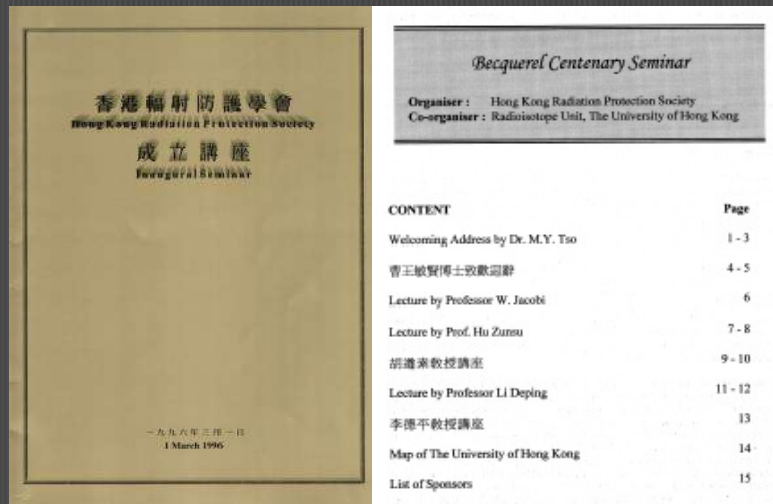 香港輻射防護學會
Hong Kong Radiation Protection Society
成立講座
Inaugural Seminar
一九九六年三月一日
1 March 1996
Becquerel Centenary Seminar
Organiser : Hong Kong Radiation Protection Society
Co-organiser : Radioisotope Unit, The University of Hong Kong
CONTENT Page
Welcoming Address by Dr. M.Y. Tso 1 - 3
曹王敏賢博士致歡迎辭 4 - 5
Lecture by Professor W. Jacobi 6
Lecture by Prof. Hu Zunsu 7 - 8
胡遵素教授講座 9 - 10
Lecture by Professor Li Deping 11 - 12
李德平教授講座 13
Map of The University of Hong Kong 14
List of Sponsors 15